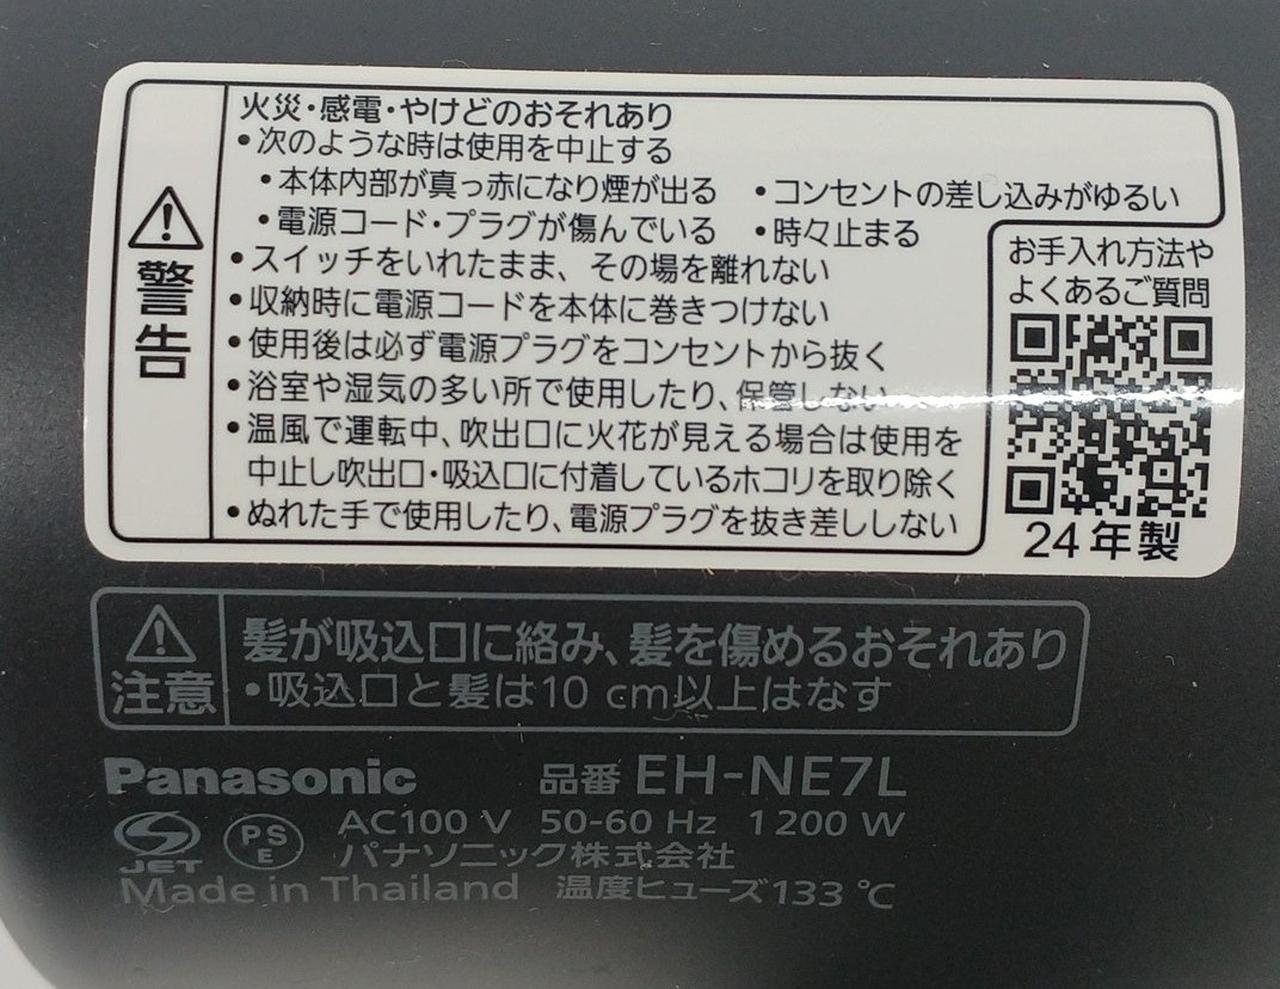 警告
火災・感電・やけどのおそれあり
•次のような時は使用を中止する
•本体内部が真っ赤になり煙が出る •コンセントの差し込みがゆるい
•電源コード・プラグが傷んでいる •時々止まる
•スイッチをいれたまま、その場を離れない
•収納時に電源コードを本体に巻きつけない
•使用後は必ず電源プラグをコンセントから抜く
•浴室や湿気の多い所で使用したり、保管しない
•温風で運転中、吹出口に火花が見える場合は使用を
中止し吹出口・吸込口に付着しているホコリを取り除く
•ぬれた手で使用したり、電源プラグを抜き差ししない
お手入れ方法や
よくあるご質問
24年製
注意
髪が吸込口に絡み、髪を傷めるおそれあり
•吸込口と髪は10 cm以上はなす
Panasonic 品番 EH-NE7L
JET PS E AC100 V 50-60 Hz 1200 W
パナソニック株式会社
Made in Thailand 温度ヒューズ133 ℃